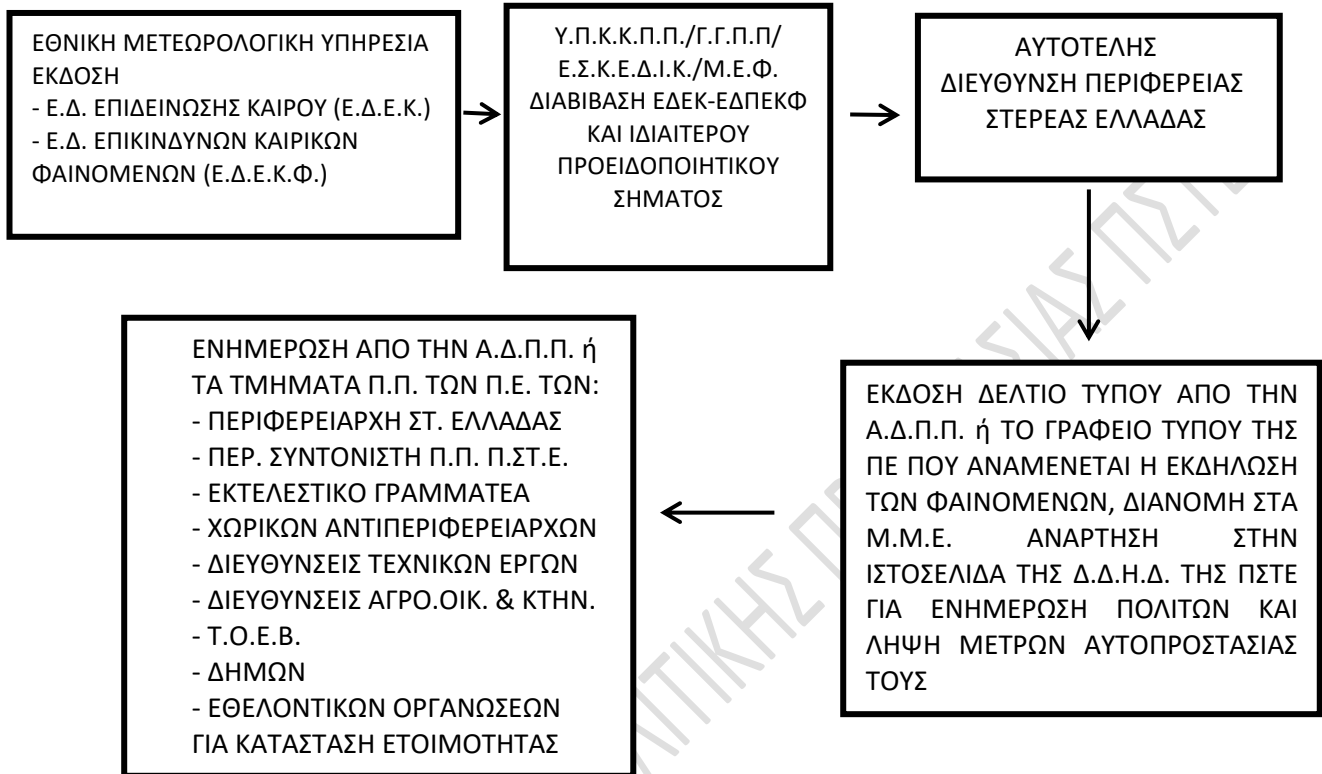 ΕΘΝΙΚΗ ΜΕΤΕΩΡΟΛΟΓΙΚΗ ΥΠΗΡΕΣΙΑ
ΕΚΔΟΣΗ
- Ε.Δ. ΕΠΙΔΕΙΝΩΣΗΣ ΚΑΙΡΟΥ (Ε.Δ.Ε.Κ.)
- Ε.Δ. ΕΠΙΚΙΝΔΥΝΩΝ ΚΑΙΡΙΚΩΝ
ΦΑΙΝΟΜΕΝΩΝ (Ε.Δ.Ε.Κ.Φ.)
Υ.Π.Κ.Κ.Π.Π./Γ.Γ.Π.Π/
Ε.Σ.Κ.Ε.Δ.Ι.Κ./Μ.Ε.Φ.
ΔΙΑΒΙΒΑΣΗ ΕΔΕΚ-ΕΔΠΕΚΦ
ΚΑΙ ΙΔΙΑΙΤΕΡΟΥ
ΠΡΟΕΙΔΟΠΟΙΗΤΙΚΟΥ
ΣΗΜΑΤΟΣ
ΑΥΤΟΤΕΛΗΣ
ΔΙΕΥΘΥΝΣΗ ΠΕΡΙΦΕΡΕΙΑΣ
ΣΤΕΡΕΑΣ ΕΛΛΑΔΑΣ
ΕΚΔΟΣΗ ΔΕΛΤΙΟ ΤΥΠΟΥ ΑΠΟ ΤΗΝ
Α.Δ.Π.Π. ή ΤΟ ΓΡΑΦΕΙΟ ΤΥΠΟΥ ΤΗΣ
ΠΕ ΠΟΥ ΑΝΑΜΕΝΕΤΑΙ Η ΕΚΔΗΛΩΣΗ
ΤΩΝ ΦΑΙΝΟΜΕΝΩΝ, ΔΙΑΝΟΜΗ ΣΤΑ
Μ.Μ.Ε. ΑΝΑΡΤΗΣΗ ΣΤΗΝ
ΙΣΤΟΣΕΛΙΔΑ ΤΗΣ Δ.Δ.Η.Δ. ΤΗΣ ΠΣΤΕ
ΓΙΑ ΕΝΗΜΕΡΩΣΗ ΠΟΛΙΤΩΝ ΚΑΙ
ΛΗΨΗ ΜΕΤΡΩΝ ΑΥΤΟΠΡΟΣΤΑΣΙΑΣ
ΤΟΥΣ
ΕΝΗΜΕΡΩΣΗ ΑΠΟ ΤΗΝ Α.Δ.Π.Π. ή
ΤΑ ΤΜΗΜΑΤΑ Π.Π. ΤΩΝ Π.Ε. ΤΩΝ:
- ΠΕΡΙΦΕΡΕΙΑΡΧΗ ΣΤ. ΕΛΛΑΔΑΣ
- ΠΕΡ. ΣΥΝΤΟΝΙΣΤΗ Π.Π. Π.ΣΤ.Ε.
- ΕΚΤΕΛΕΣΤΙΚΟ ΓΡΑΜΜΑΤΕΑ
- ΧΩΡΙΚΩΝ ΑΝΤΙΠΕΡΙΦΕΡΕΙΑΡΧΩΝ
- ΔΙΕΥΘΥΝΣΕΙΣ ΤΕΧΝΙΚΩΝ ΕΡΓΩΝ
- ΔΙΕΥΘΥΝΣΕΙΣ ΑΓΡΟ.ΟΙΚ. & ΚΤΗΝ.
- Τ.Ο.Ε.Β.
- ΔΗΜΩΝ
- ΕΘΕΛΟΝΤΙΚΩΝ ΟΡΓΑΝΩΣΕΩΝ
ΓΙΑ ΚΑΤΑΣΤΑΣΗ ΕΤΟΙΜΟΤΗΤΑΣ